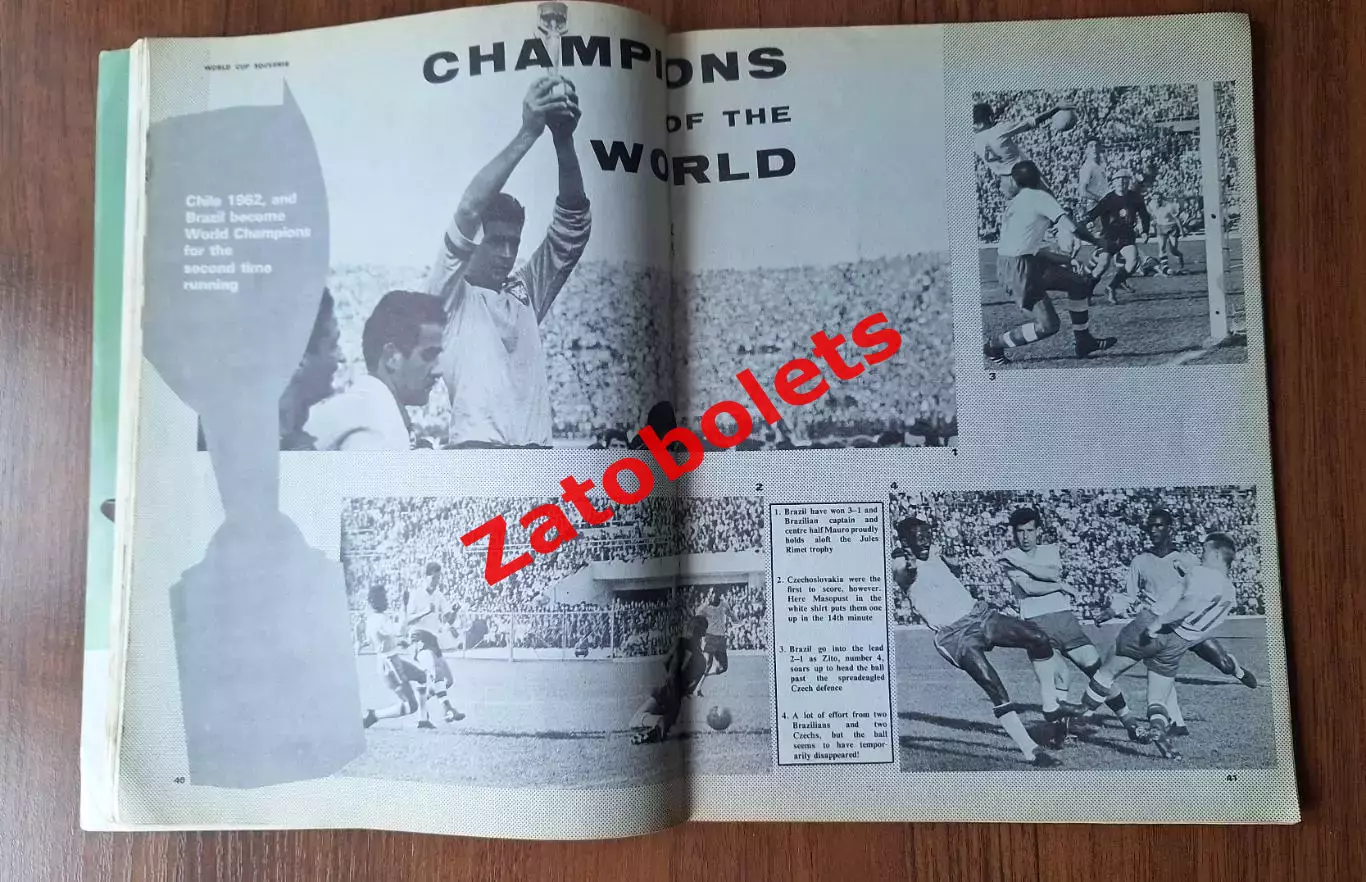 WORLD CUP SOUVENIR
CHAMPIONS
OF THE
WORLD
Chile 1962, and
Brazil become
World Champions
for the
second time
running
3
1
Zatobolets
2
4
1. Brazil have won 3–1 and
Brazilian captain and
centre half Mauro proudly
holds aloft the Jules
Rimet trophy
2. Czechoslovakia were the
first to score, however.
Here Masopust in the
white shirt puts them one
up in the 14th minute
3. Brazil go into the lead
2–1 as Zito, number 4,
soars up to head the ball
past the spreadeagled
Czech defence
4. A lot of effort from two
Brazilians and two
Czechs, but the ball
seems to have tempor-
arily disappeared!
40
41